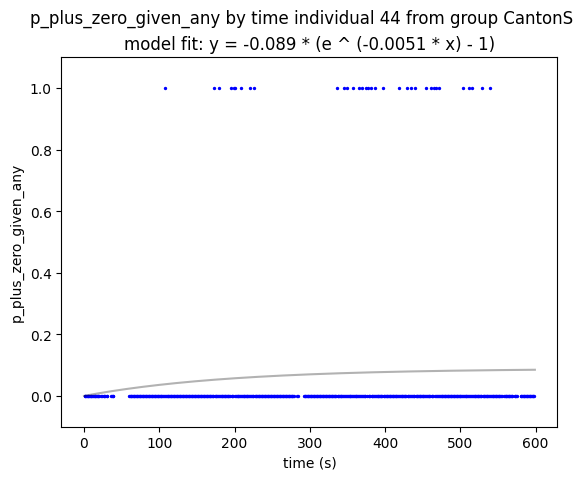 p_plus_zero_given_any by time individual 44 from group CantonS
model fit: y = -0.089 * (e ^ (-0.0051 * x) - 1)
1.0
0.8
0.6
0.4
0.2
0.0
p_plus_zero_given_any
0 100 200 300 400 500 600
time (s)